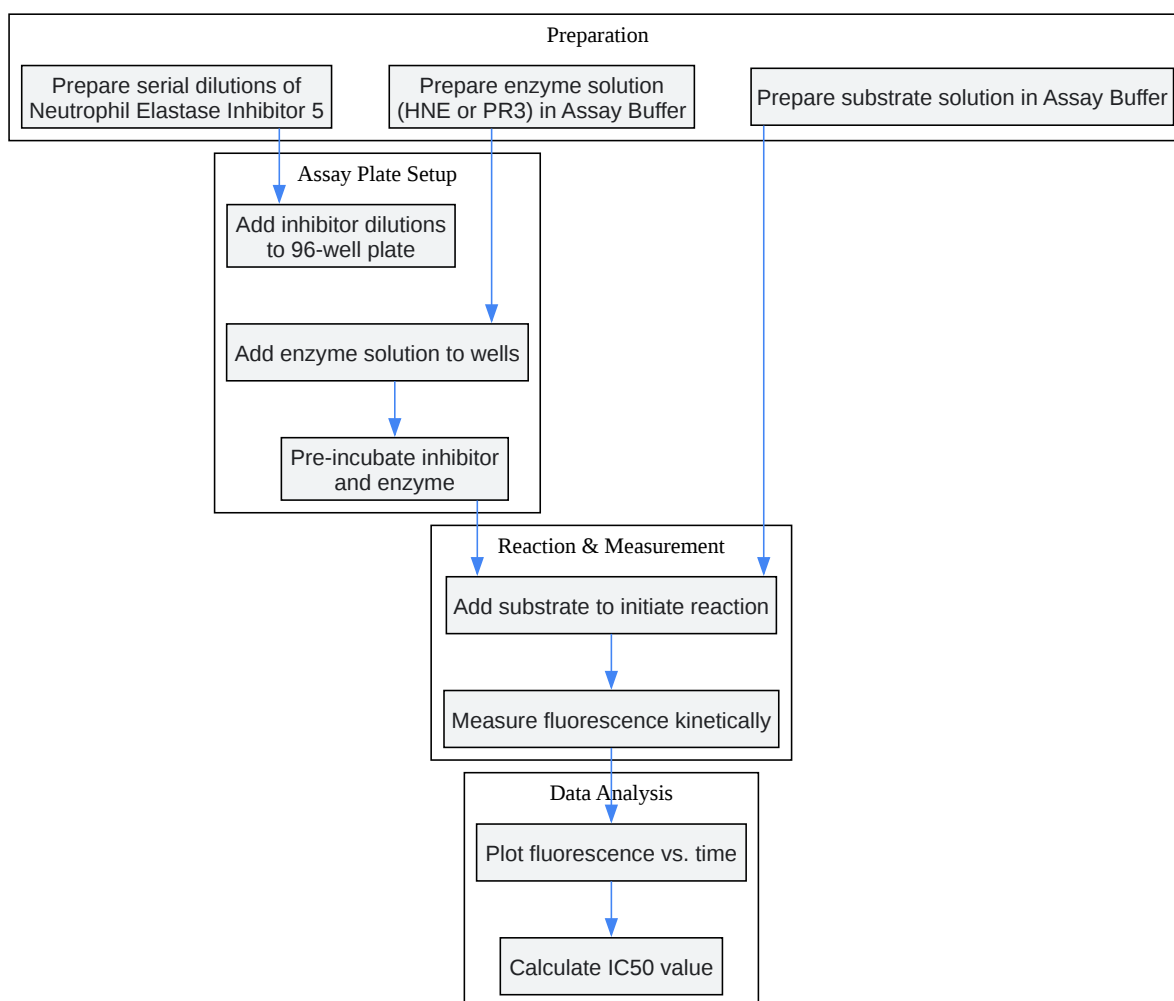 Preparation
Prepare serial dilutions of
Neutrophil Elastase Inhibitor 5
Prepare enzyme solution
(HNE or PR3) in Assay Buffer
Prepare substrate solution in Assay Buffer
Assay Plate Setup
Add inhibitor dilutions
to 96-well plate
Add enzyme solution to wells
Pre-incubate inhibitor
and enzyme
Reaction & Measurement
Add substrate to initiate reaction
Measure fluorescence kinetically
Data Analysis
Plot fluorescence vs. time
Calculate IC50 value